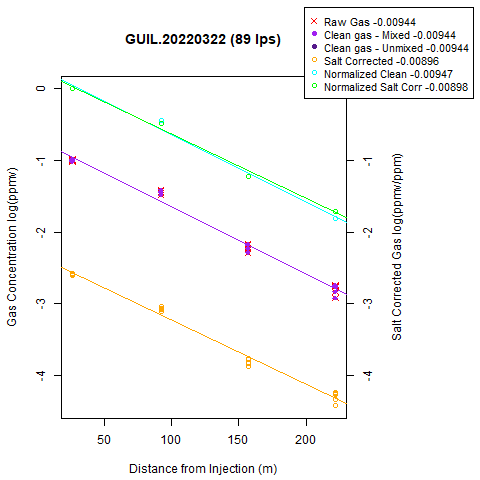 GUIL.20220322 (89 lps)
Raw Gas -0.00944
Clean gas - Mixed -0.00944
Clean gas - Unmixed -0.00944
Salt Corrected -0.00896
Normalized Clean -0.00947
Normalized Salt Corr -0.00898
Gas Concentration log(ppmv)
0
-1
-2
-3
-4
0
-1
-2
-3
-4
Salt Corrected Gas log(ppmv/ppm)
50 100 150 200
Distance from Injection (m)